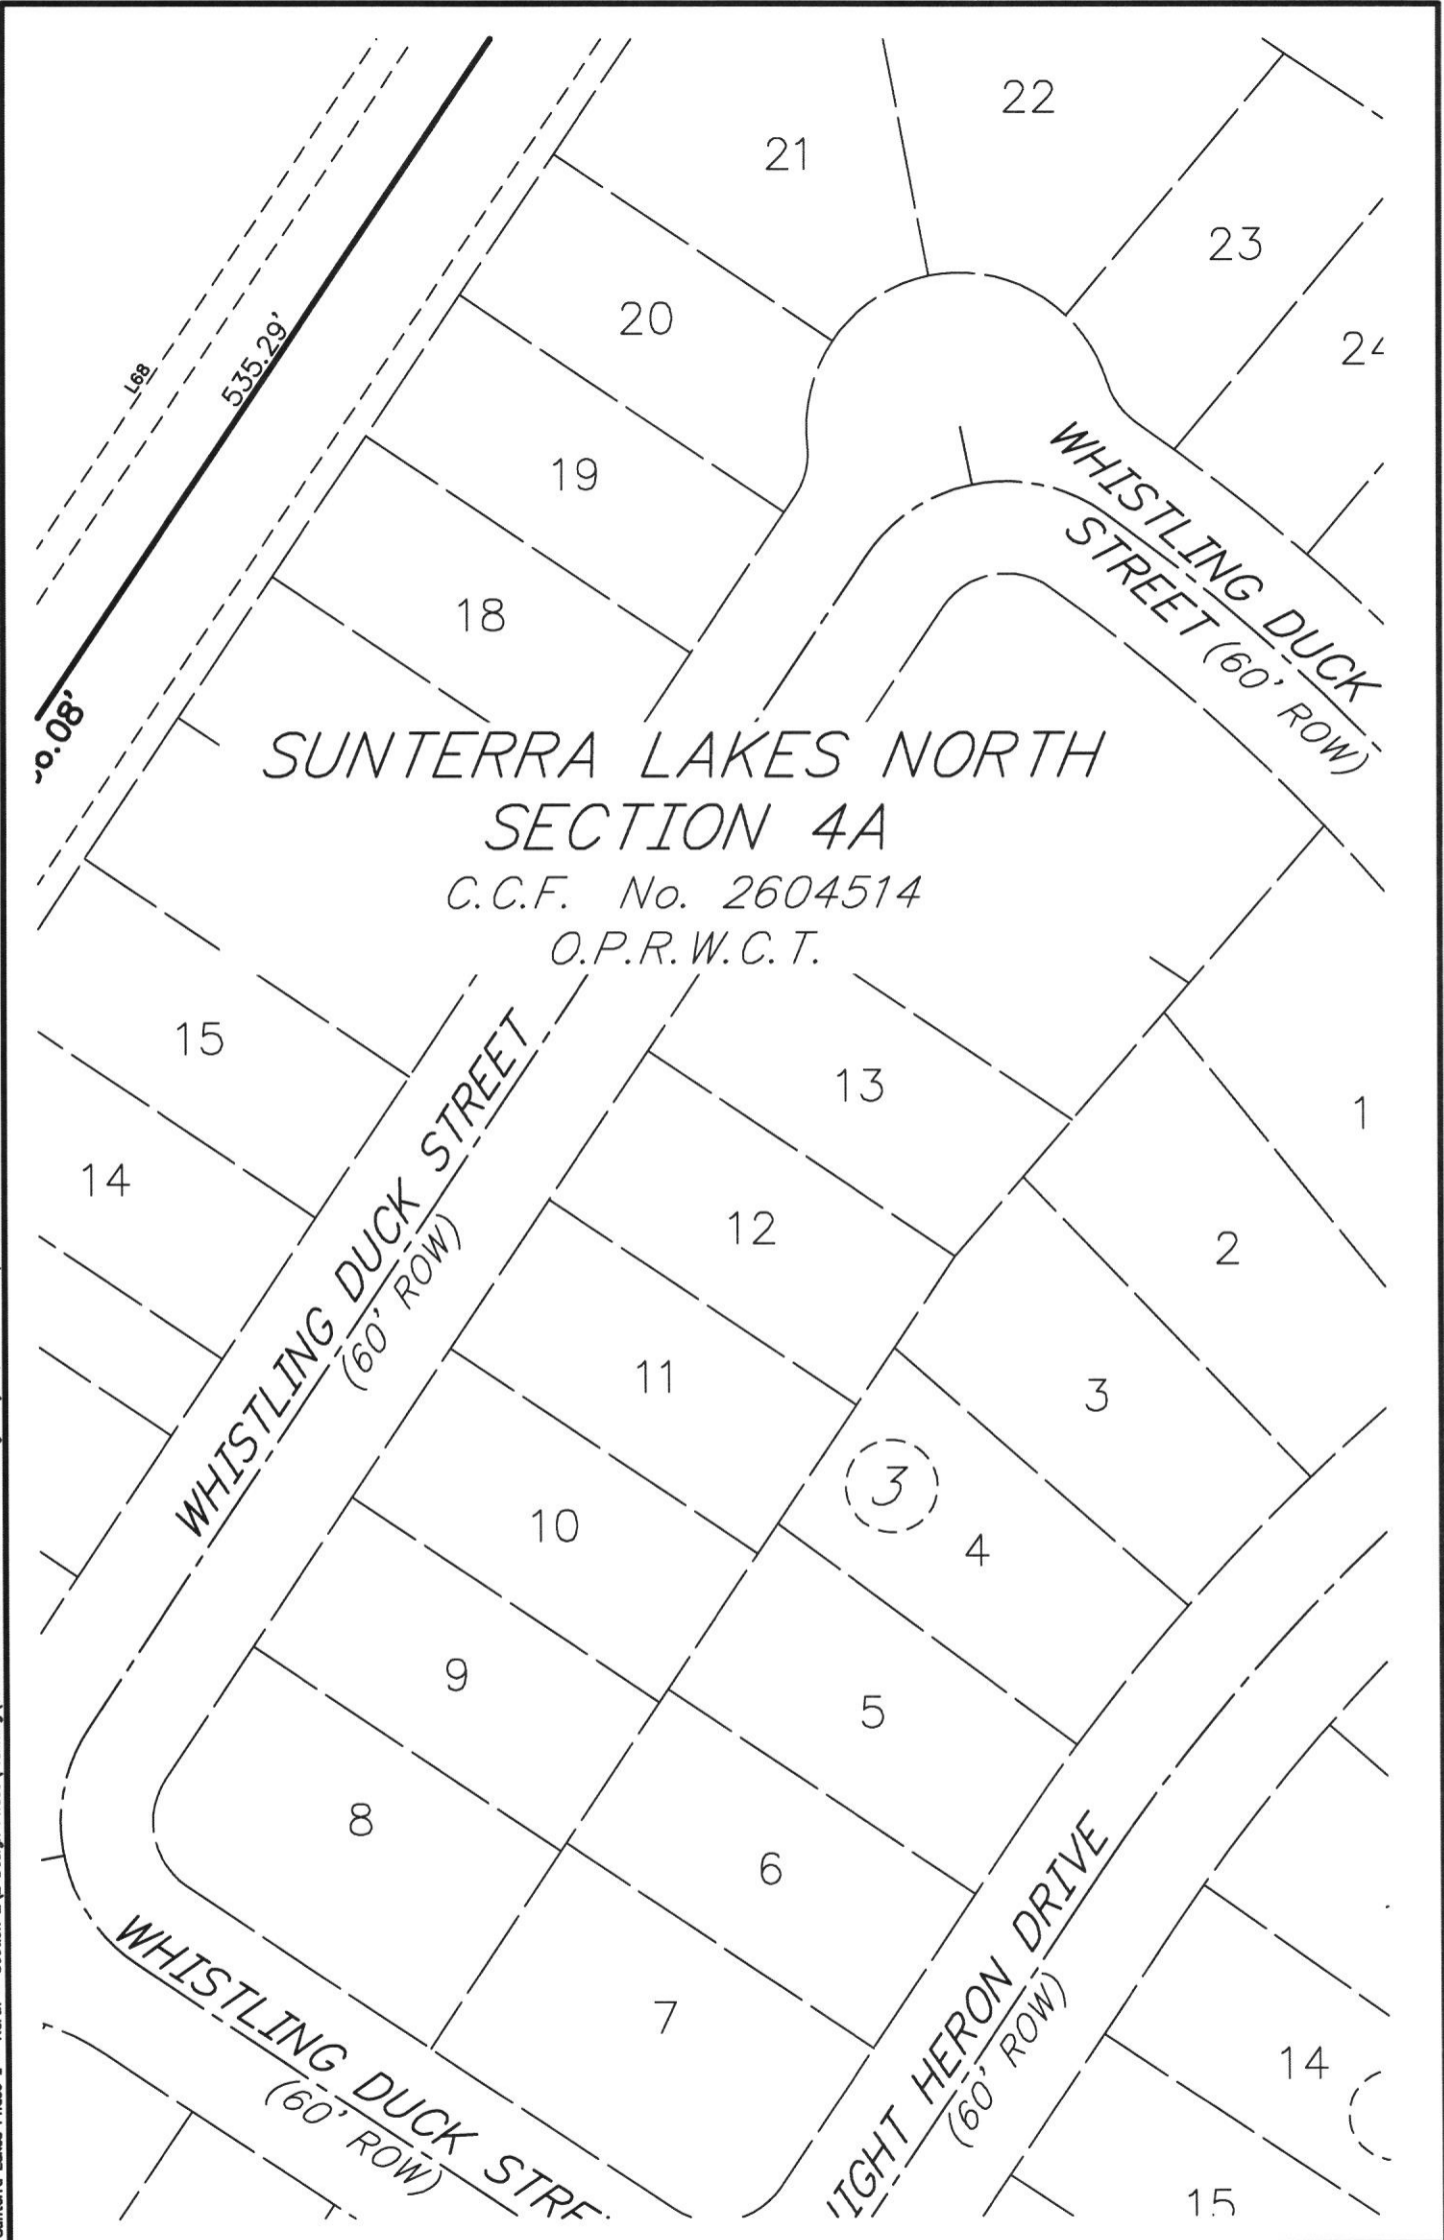 22
21
23
20
535.29'
L68
19
WHISTLING DUCK
STREET (60' ROW)
18
SUNTERRA LAKES NORTH
SECTION 4A
C.C.F. No. 2604514
O.P.R.W.C.T.
15
13
1
14
WHISTLING DUCK STREET
(60' ROW)
12
2
11
3
3
10
4
9
5
8
6
HERON DRIVE
(60' ROW)
7
WHISTLING DUCK
(60' ROW)
14
15